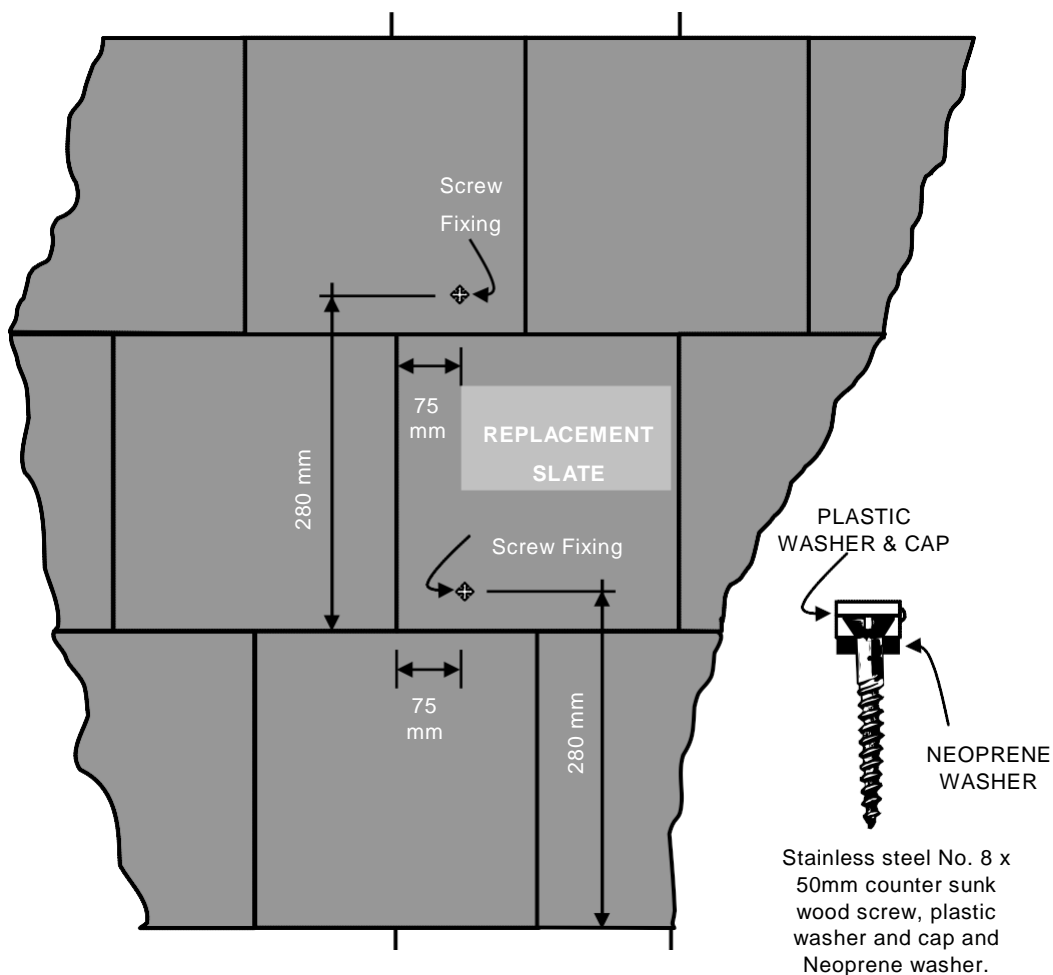 Screw
Fixing
280 mm
75
mm
REPLACEMENT
SLATE
Screw Fixing
75
mm
280 mm
PLASTIC
WASHER & CAP
NEOPRENE
WASHER
Stainless steel No. 8 x
50mm counter sunk
wood screw, plastic
washer and cap and
Neoprene washer.